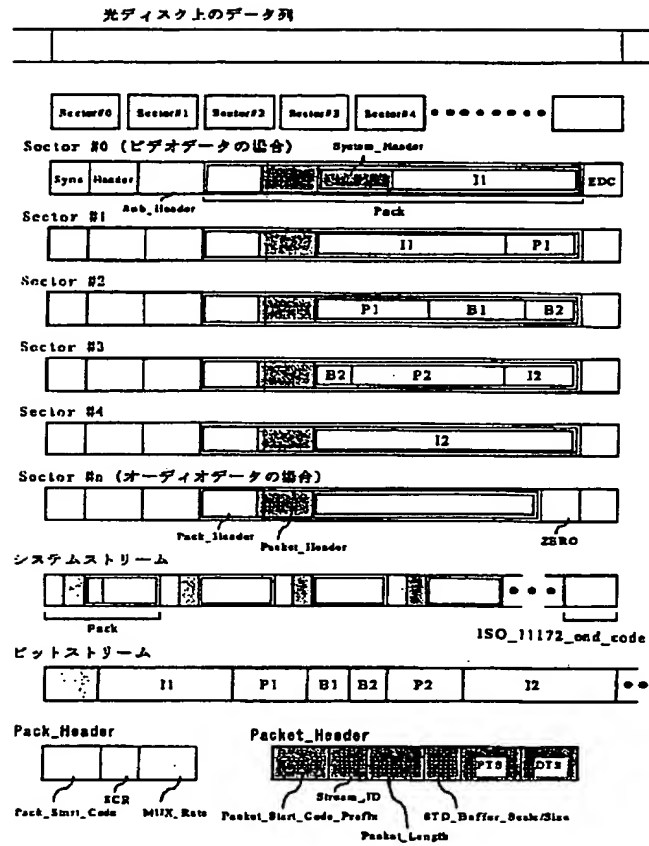 光ディスク上のデータ列
Sector#0 Sector#1 Sector#2 Sector#3 Sector#4
Sector #0 (ビデオデータの場合) System_Header
Sync Header I1 EDC
Sub_Header Pack
Sector #1
I1 P1
Sector #2
P1 B1 B2
Sector #3
B2 P2 I2
Sector #4
I2
Sector #n (オーディオデータの場合)
Pack_Header Packet_Header ZERO
システムストリーム
Pack ISO_11172_end_code
ビットストリーム
I1 P1 B1 B2 P2 I2
Pack_Header Packet_Header
PTS DTS
Pack_Start_Code SCR MUX_Rate Packet_Start_Code_Prefix Stream_ID Packet_Length STD_Buffer_Scale/Size